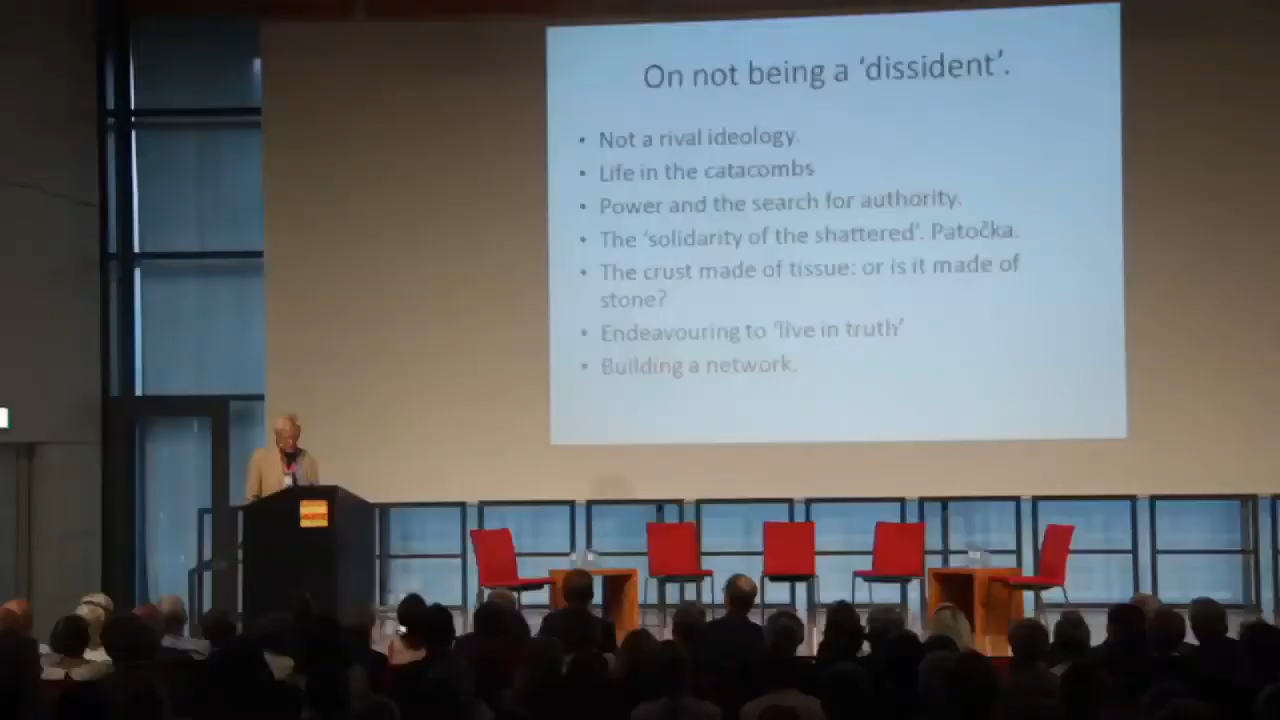 On not being a ‘dissident’.
• Not a rival ideology.
• Life in the catacombs
• Power and the search for authority.
• The ‘solidarity of the shattered’. Patočka.
• The crust made of tissue: or is it made of
stone?
• Endeavouring to ‘live in truth’
• Building a network.